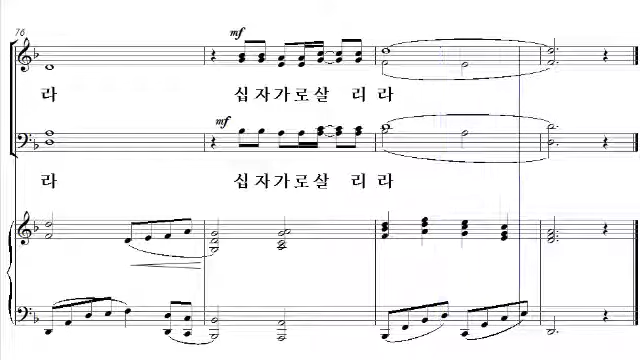 76
mf
라 십 자 가 로 살 리 라
mf
라 십 자 가 로 살 리 라